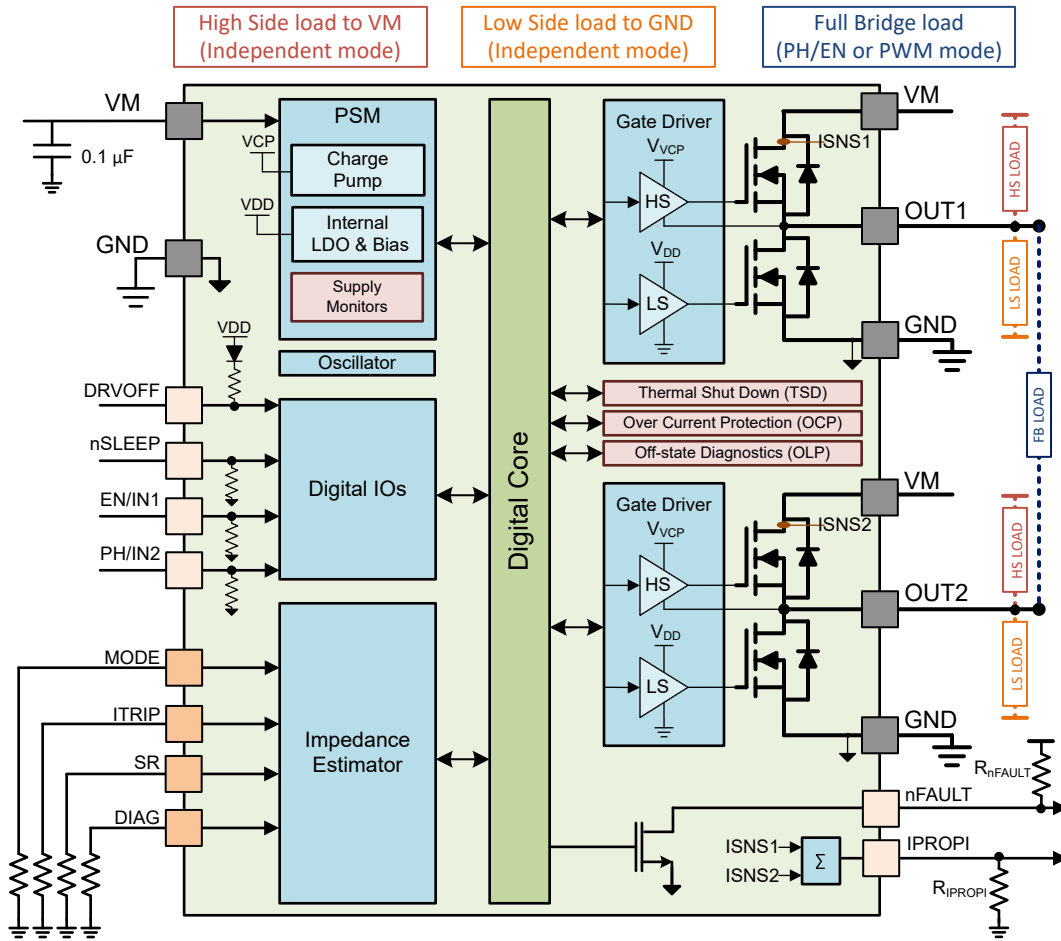 High Side load to VM
(Independent mode)
Low Side load to GND
(Independent mode)
Full Bridge load
(PH/EN or PWM mode)
VM
0.1 µF
GND
PSM
VCP
Charge
Pump
VDD
Internal
LDO & Bias
Supply
Monitors
Oscillator
VDD
DRVOFF
nSLEEP
EN/IN1
PH/IN2
Digital IOs
MODE
ITRIP
SR
DIAG
Impedance
Estimator
Digital Core
Gate Driver
VVCP
HS
VDD
LS
ISNS1
VM
OUT1
GND
HS LOAD
LS LOAD
FB LOAD
Thermal Shut Down (TSD)
Over Current Protection (OCP)
Off-state Diagnostics (OLP)
Gate Driver
VVCP
HS
VDD
LS
ISNS2
VM
OUT2
GND
HS LOAD
LS LOAD
RnFAULT
nFAULT
ISNS1
ISNS2
Σ
IPROPI
RIPROPI